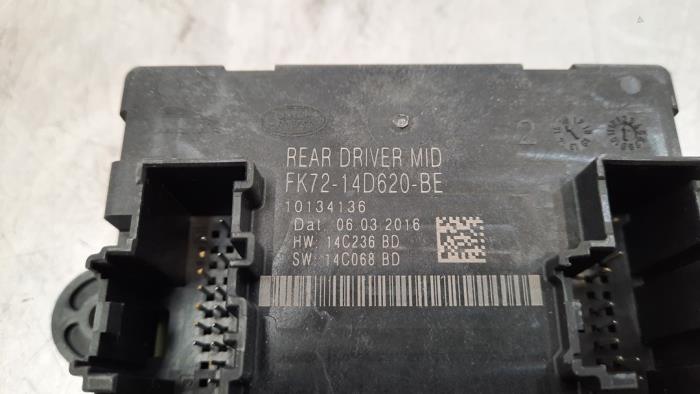 REAR DRIVER MID
FK72-14D620-BE
10134136
Dat. 06.03.2016
HW: 14C236 BD
SW: 14C068 BD
2